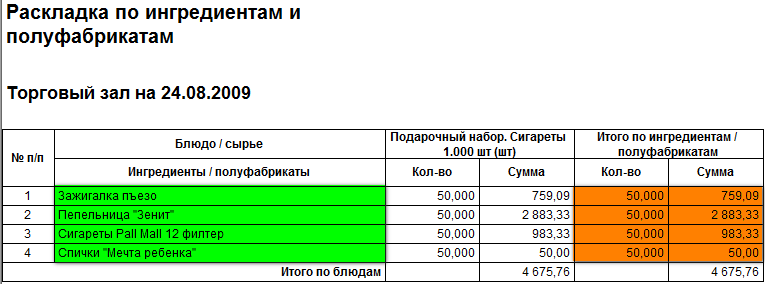 Раскладка по ингредиентам и
полуфабрикатам
Торговый зал на 24.08.2009
№ п/п Блюдо / сырье Подарочный набор. Сигареты 1.000 шт (шт) Итого по ингредиентам / полуфабрикатам
Ингредиенты / полуфабрикаты Кол-во Сумма Кол-во Сумма
1 Зажигалка пъезо 50,000 759,09 50,000 759,09
2 Пепельница "Зенит" 50,000 2 883,33 50,000 2 883,33
3 Сигареты Pall Mall 12 филтер 50,000 983,33 50,000 983,33
4 Спички "Мечта ребенка" 50,000 50,00 50,000 50,00
Итого по блюдам 4 675,76 4 675,76